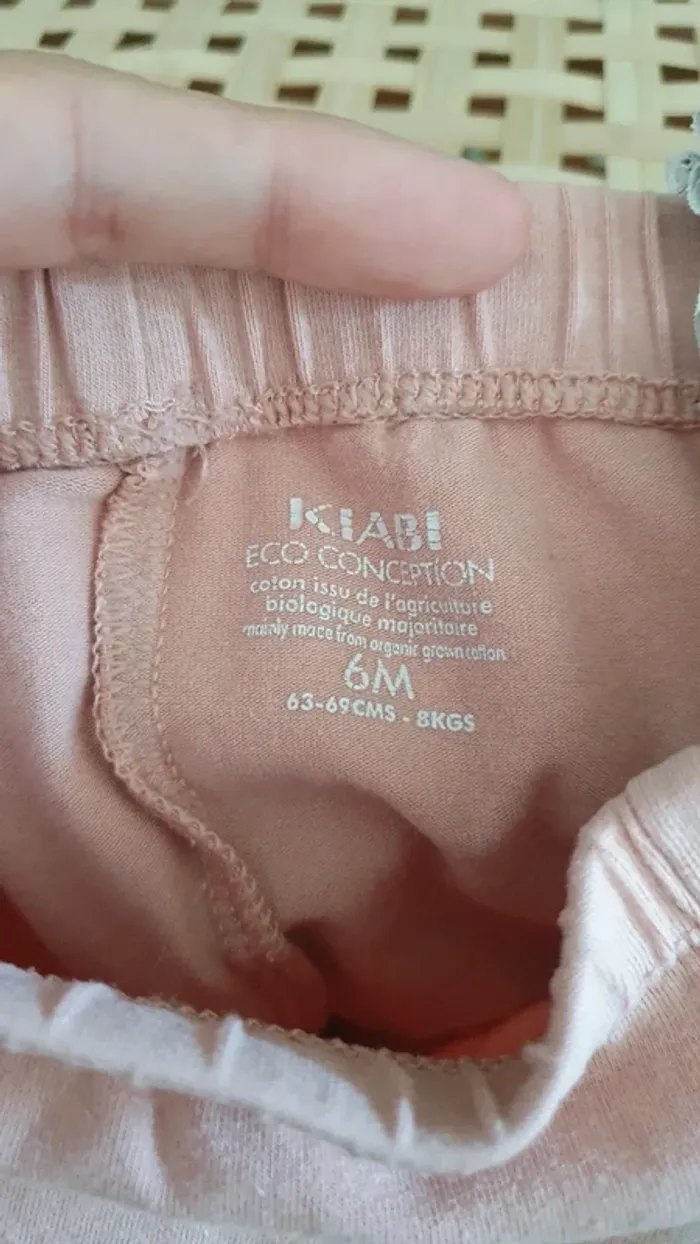 KIABI
ECO CONCEPTION
coton issu de l'agriculture
biologique majoritaire
mainly made from organic grown cotton
6M
63-69CMS - 8KGS